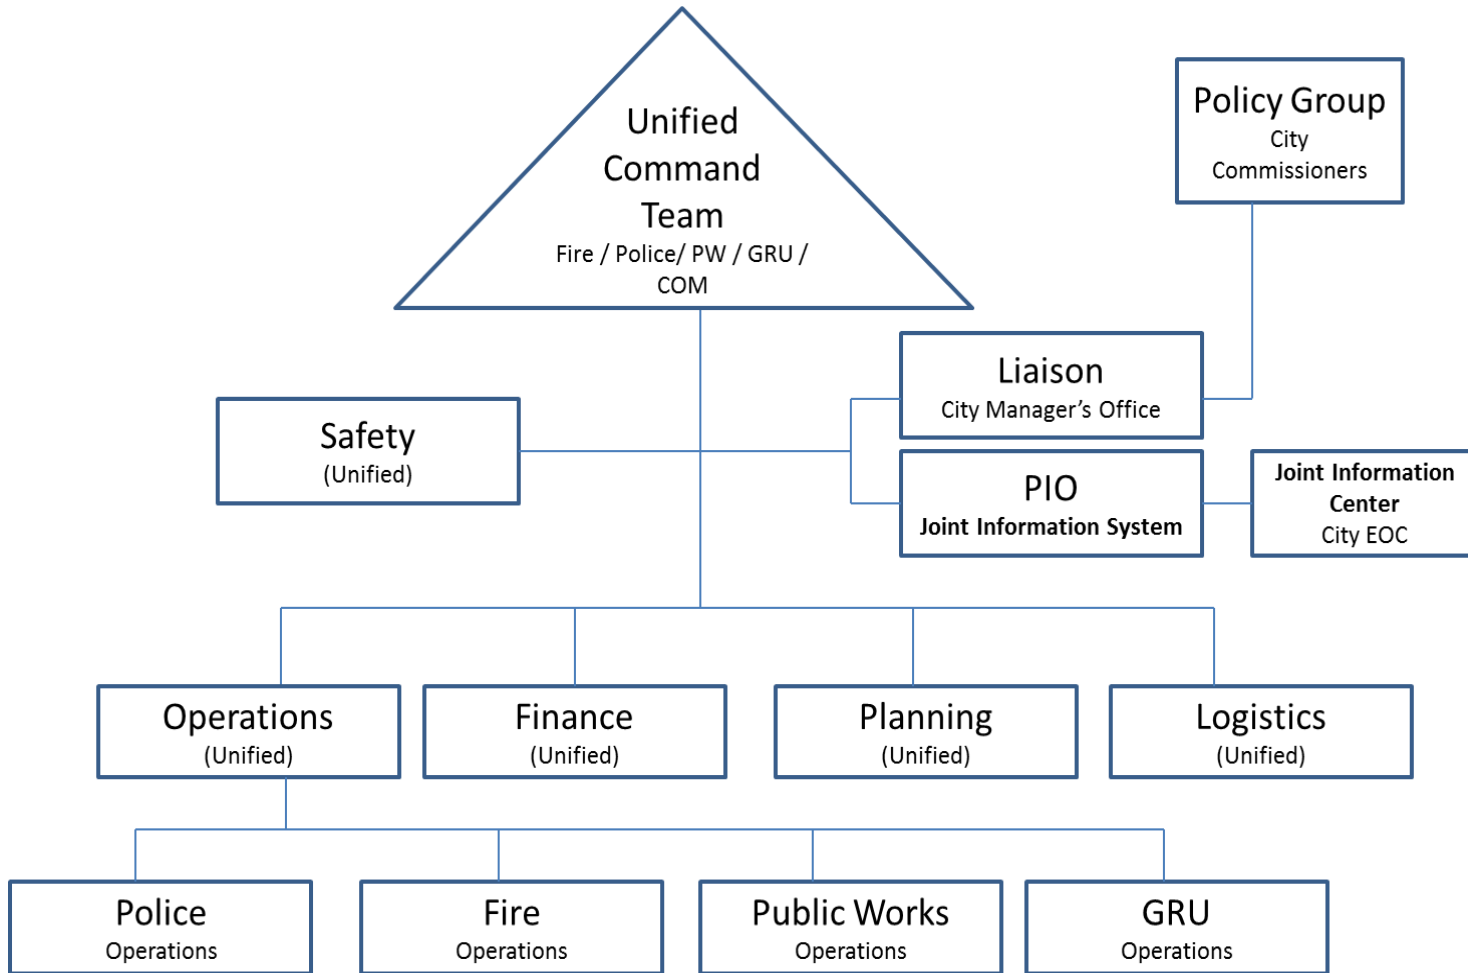 Unified
Command
Team
Fire / Police/ PW / GRU /
COM
Policy Group
City
Commissioners
Liaison
City Manager’s Office
Safety
(Unified)
PIO
Joint Information System
Joint Information
Center
City EOC
Operations
(Unified)
Finance
(Unified)
Planning
(Unified)
Logistics
(Unified)
Police
Operations
Fire
Operations
Public Works
Operations
GRU
Operations